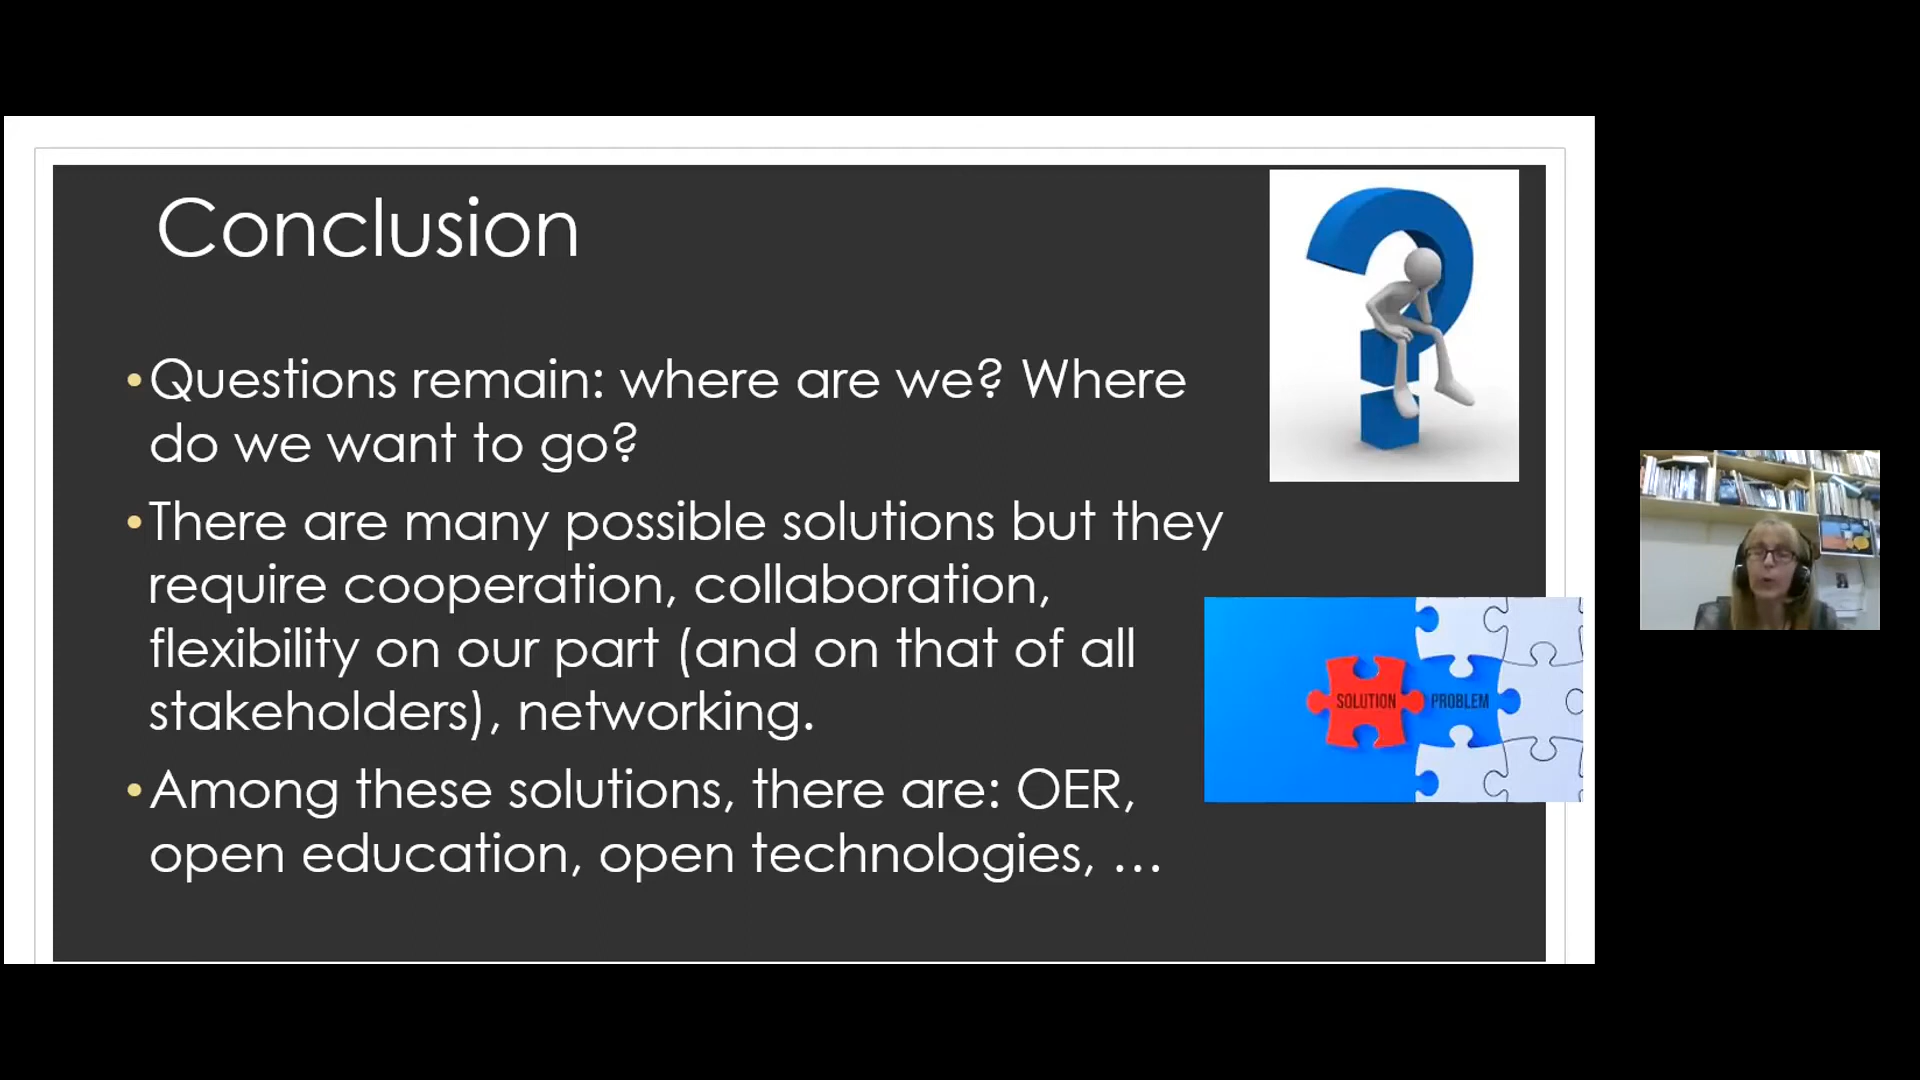 Conclusion
•Questions remain: where are we? Where
do we want to go?
•There are many possible solutions but they
require cooperation, collaboration,
flexibility on our part (and on that of all
stakeholders), networking.
SOLUTION PROBLEM
•Among these solutions, there are: OER,
open education, open technologies, …